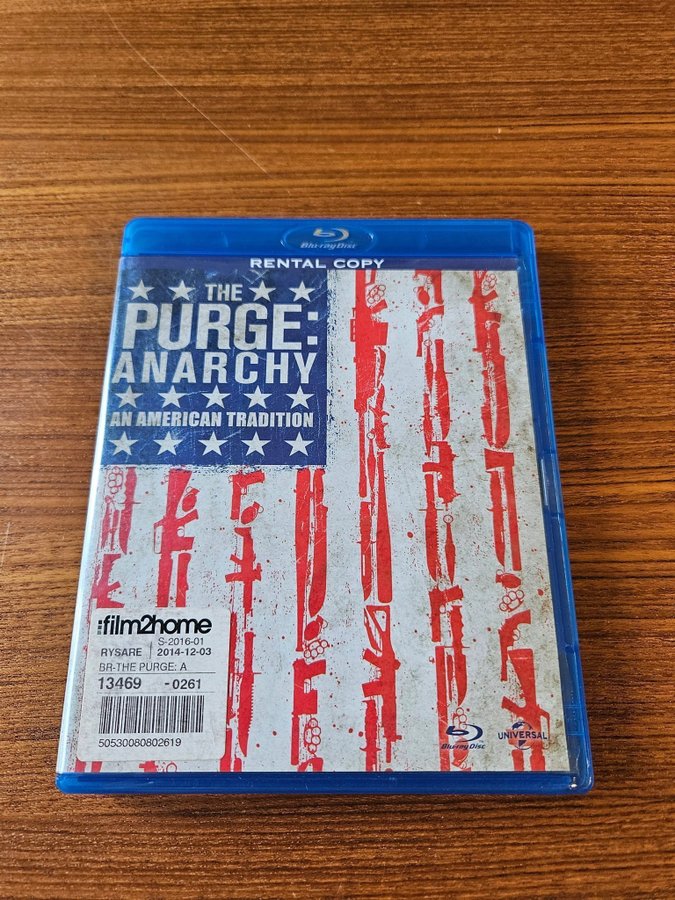 Blu-ray Disc
RENTAL COPY
THE
PURGE:
ANARCHY
AN AMERICAN TRADITION
film2home
S-2016-01
RYSARE 2014-12-03
BR-THE PURGE: A
13469 -0261
50530080802619
Blu-ray Disc
UNIVERSAL